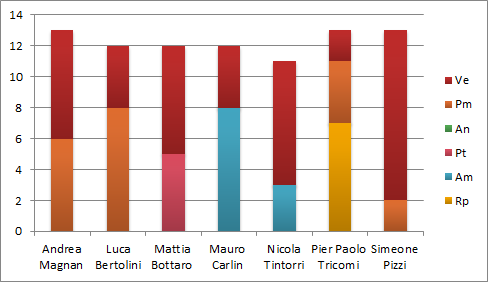 14
12
10
8
6
4
2
0
Ve
Pm
An
Pt
Am
Rp
Andrea Luca Mattia Mauro Nicola Pier Paolo Simeone
Magnan Bertolini Bottaro Carlin Tintorri Tricomi Pizzi